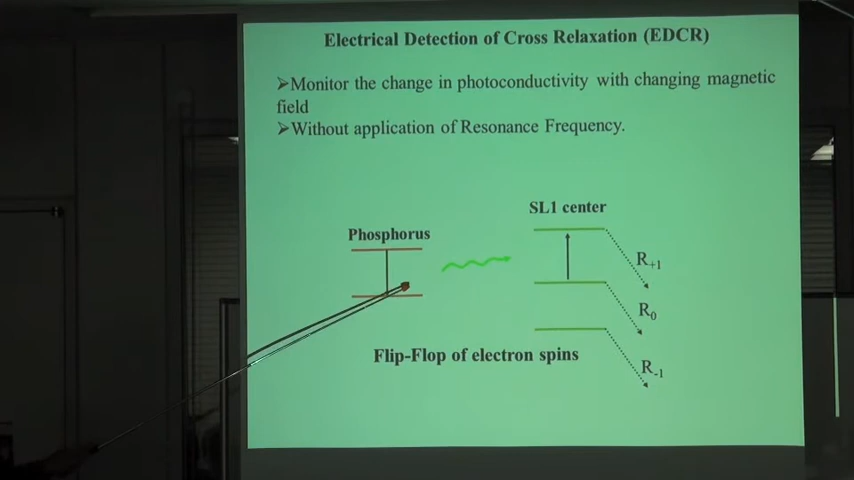 Electrical Detection of Cross Relaxation (EDCR)
➢Monitor the change in photoconductivity with changing magnetic
field
➢Without application of Resonance Frequency.
SL1 center
Phosphorus
R+1
R0
Flip-Flop of electron spins
R-1